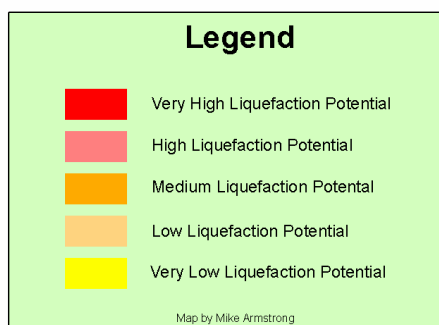 Legend
Very High Liquefaction Potential
High Liquefaction Potential
Medium Liquefaction Potental
Low Liquefaction Potential
Very Low Liquefaction Potential
Map by Mike Armstrong